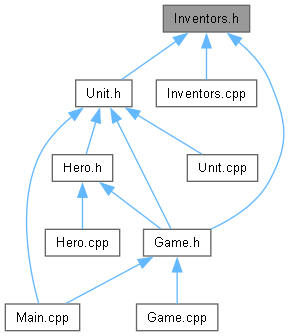 Inventors.h
Unit.h
Inventors.cpp
Hero.h
Unit.cpp
Hero.cpp
Game.h
Main.cpp
Game.cpp